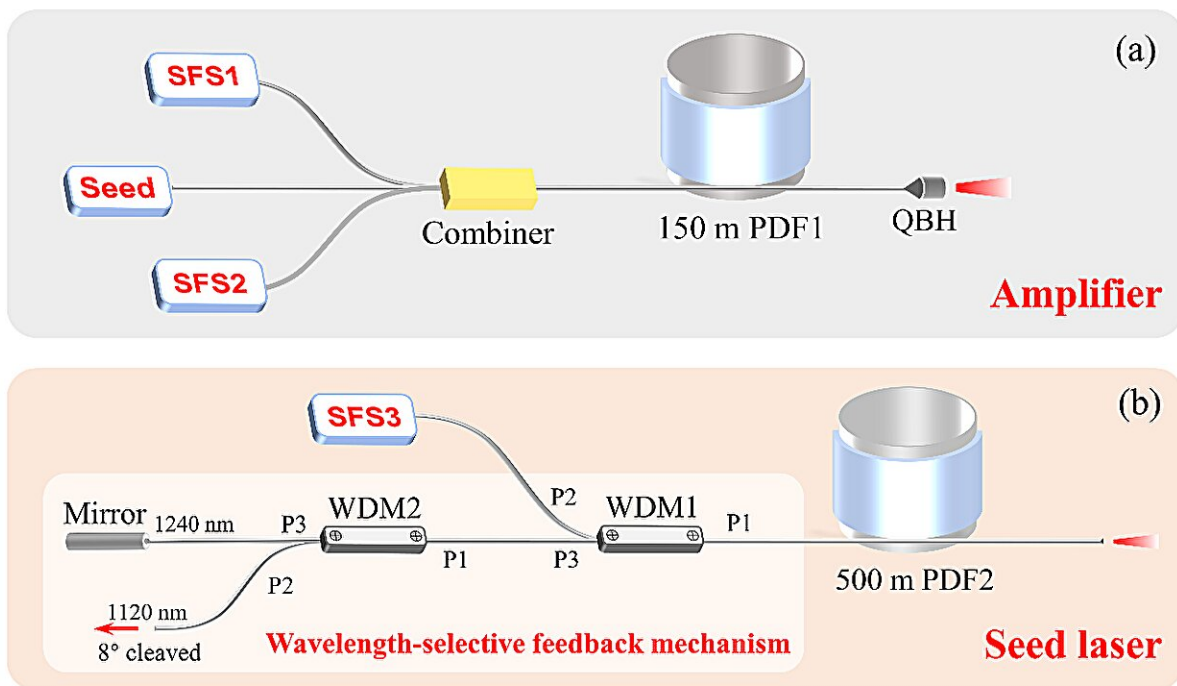 (a)
SFS1
Seed
SFS2
Combiner
150 m PDF1
QBH
Amplifier
(b)
SFS3
Mirror
1240 nm
P3
WDM2
P1
P2
P3
WDM1
P1
P2
500 m PDF2
1120 nm
8° cleaved
Wavelength-selective feedback mechanism
Seed laser